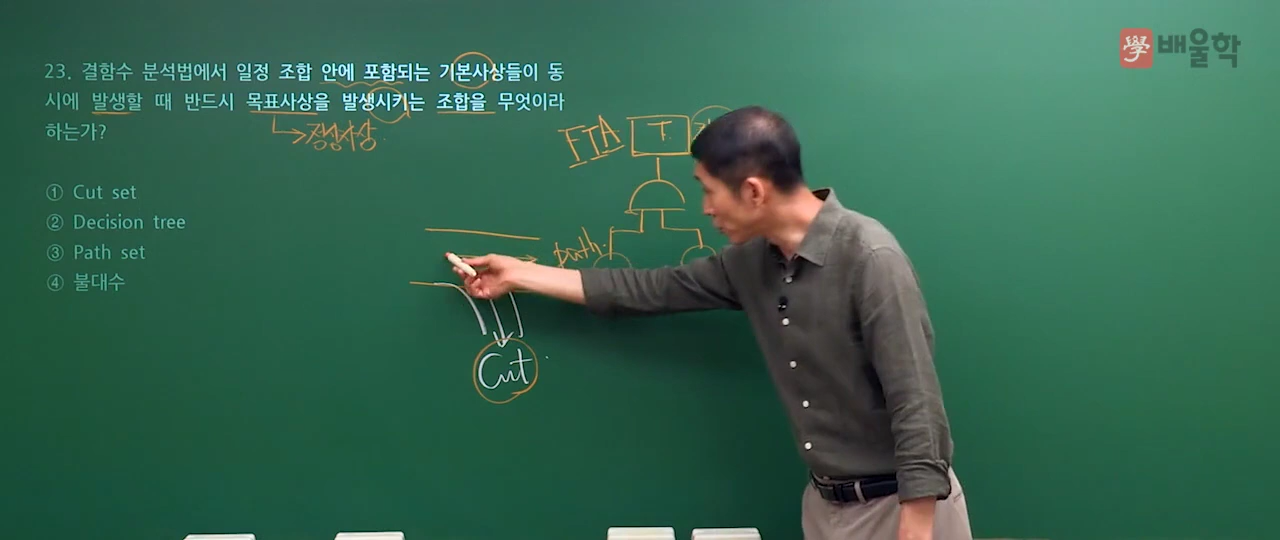 學 배울학
23. 결함수 분석법에서 일정 조합 안에 포함되는 기본사상들이 동
시에 발생할 때 반드시 목표사상을 발생시키는 조합을 무엇이라
하는가?
정상사상
FTA
T
① Cut set
② Decision tree
③ Path set
④ 불대수
path.
Cut